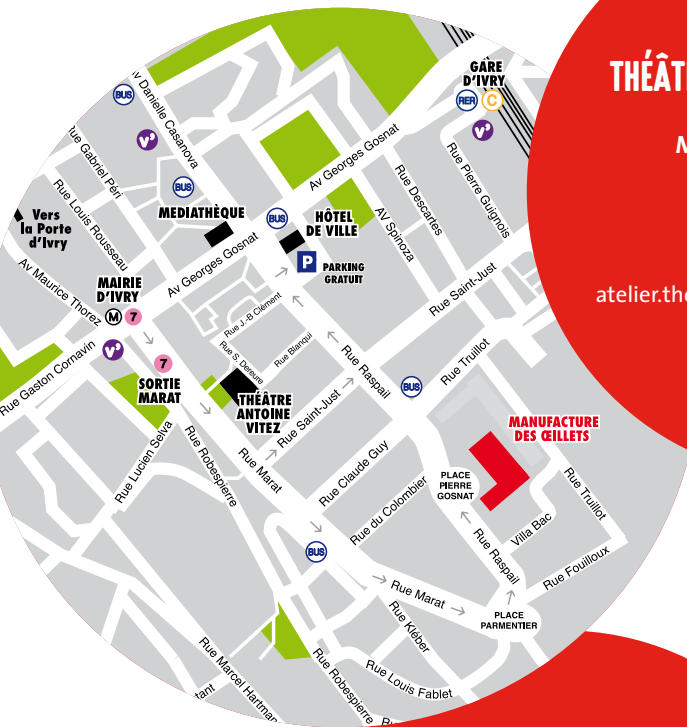 THÉÂT
M
atelier.the
GARE
D'IVRY
RER C
v'
BUS
v Danielle Casanova
v'
ue Gabriel Péri
BUS
Av Georges Gosnat
Rue Pierre Guignois
Rue Descartes
AV Spinoza
Rue Louis Rousseau
MEDIATHÈQUE
BUS
HÔTEL
DE VILLE
Vers
la Porte
d'Ivry
P PARKING
GRATUIT
Av Georges Gosnat
Av Maurice Thorez
MAIRIE
D'IVRY
M 7
Rue Saint-Just
Rue J.-B Clément
v'
7
SORTIE
MARAT
Rue Gaston Cornavin
Rue S. Dereure
Rue Blanqui
Rue Raspail
Rue Truillot
BUS
THÉÂTRE
ANTOINE
VITEZ
Rue Saint-Just
MANUFACTURE
DES ŒILLETS
Rue Lucien Selva
Rue Robespierre
Rue Marat
Rue Claude Guy
PLACE
PIERRE
GOSNAT
Rue Truillot
Rue du Colombier
Villa Bac
BUS
Rue Raspail
Rue Fouilloux
Rue Marat
PLACE
PARMENTIER
Rue Kléber
Rue Marcel Hartman
Rue Robespierre
Rue Louis Fablet
tant
R